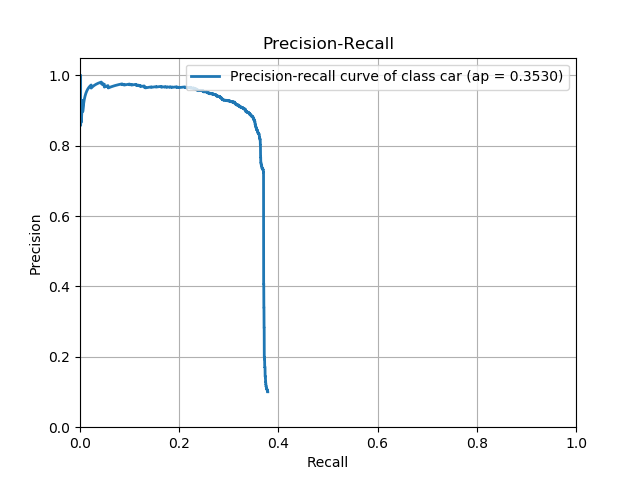 Precision-Recall
Precision-recall curve of class car (ap = 0.3530)
1.0
0.8
0.6
0.4
0.2
0.0
Precision
0.0 0.2 0.4 0.6 0.8 1.0
Recall